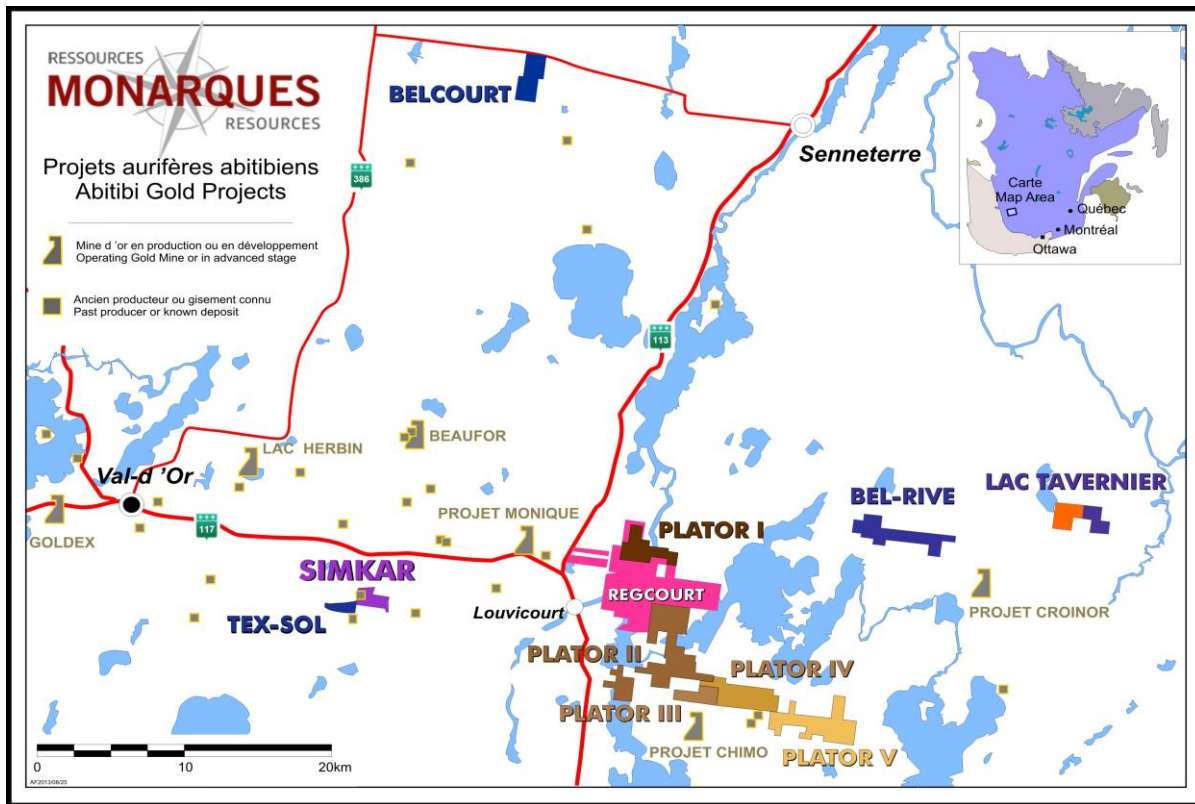 RESSOURCES
MONARQUES
RESOURCES
Projets aurifères abitibiens
Abitibi Gold Projects
Mine d 'or en production ou en développement
Operating Gold Mine or in advanced stage
Ancien producteur ou gisement connu
Past producer or known deposit
BELCOURT
386
Senneterre
113
Carte
Map Area
Québec
Montréal
Ottawa
LAC HERBIN
BEAUFOR
Val-d 'Or
GOLDEX
117
PROJET MONIQUE
PLATOR I
BEL-RIVE
LAC TAVERNIER
SIMKAR
TEX-SOL
REGCOURT
Louvicourt
PROJET CROINOR
PLATOR II
PLATOR IV
PLATOR III
PROJET CHIMO
PLATOR V
0
10
20km
AF2013/08/25